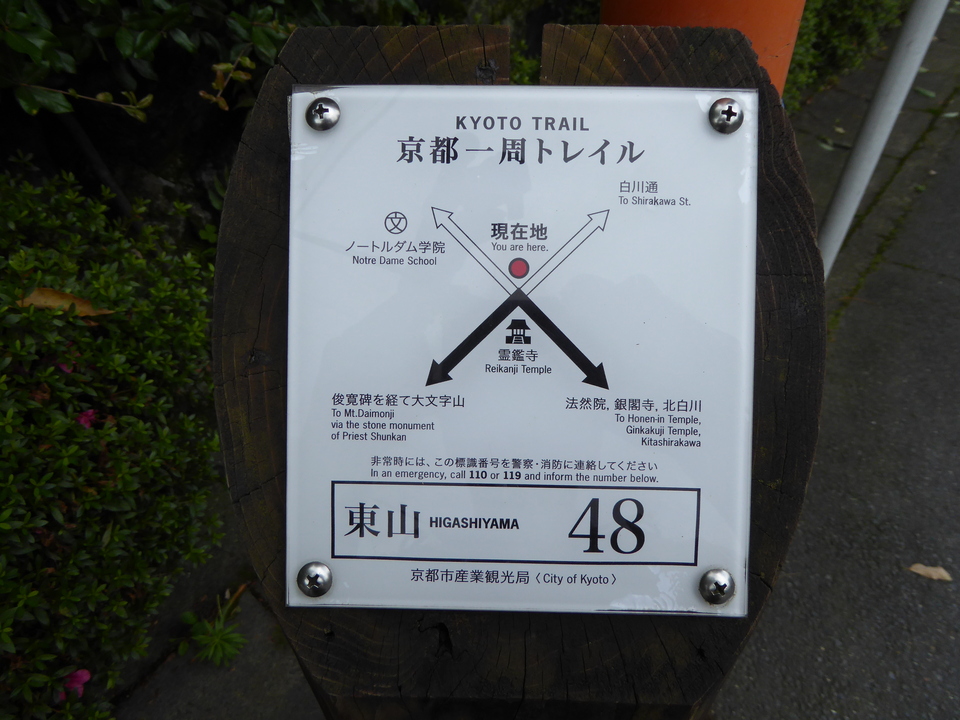 KYOTO TRAIL
京都一周トレイル
白川通
To Shirakawa St.
ノートルダム学院
Notre Dame School
現在地
You are here.
霊鑑寺
Reikanji Temple
俊寛碑を経て大文字山
To Mt.Daimonji
via the stone monument
of Priest Shunkan
法然院, 銀閣寺, 北白川
To Honen-in Temple,
Ginkakuji Temple,
Kitashirakawa
非常時には、この標識番号を警察・消防に連絡してください
In an emergency, call 110 or 119 and inform the number below.
東山 HIGASHIYAMA 48
京都市産業観光局〈City of Kyoto〉